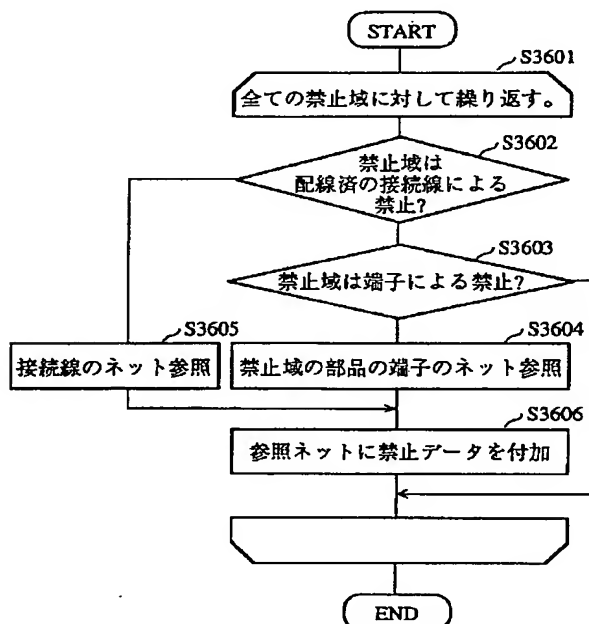 START
S3601
全ての禁止域に対して繰り返す。
S3602
禁止域は
配線済の接続線による
禁止?
S3603
禁止域は端子による禁止?
S3605
接続線のネット参照
S3604
禁止域の部品の端子のネット参照
S3606
参照ネットに禁止データを付加
END